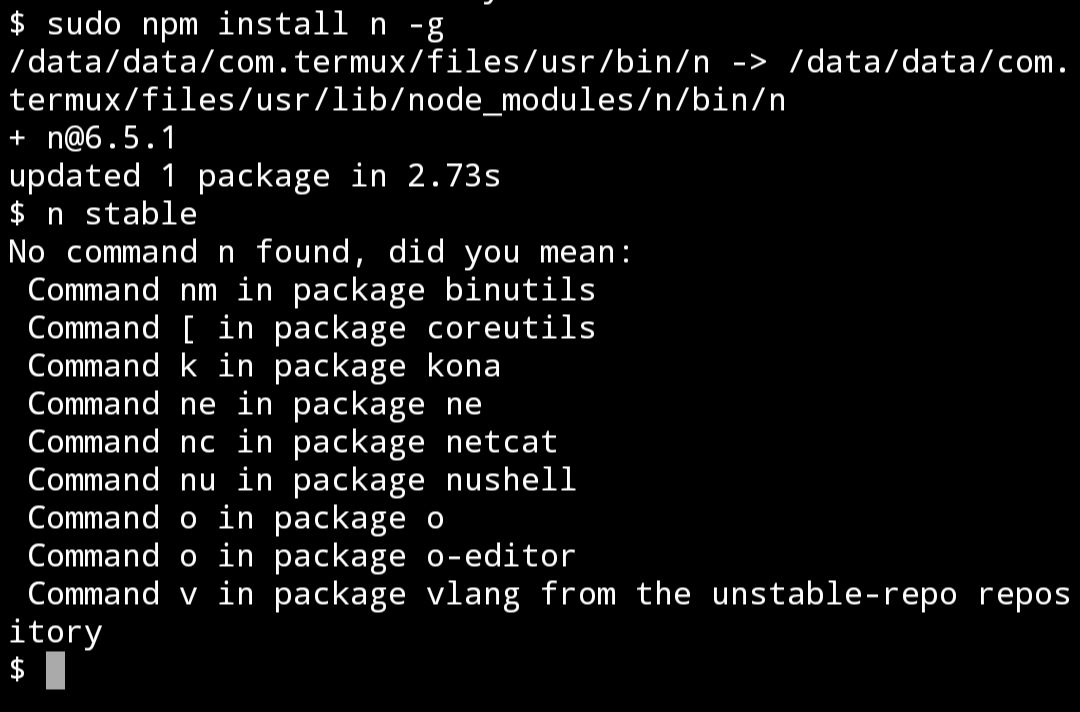 $ sudo npm install n -g
/data/data/com.termux/files/usr/bin/n -> /data/data/com.
termux/files/usr/lib/node_modules/n/bin/n
+ n@6.5.1
updated 1 package in 2.73s
$ n stable
No command n found, did you mean:
 Command nm in package binutils
 Command [ in package coreutils
 Command k in package kona
 Command ne in package ne
 Command nc in package netcat
 Command nu in package nushell
 Command o in package o
 Command o in package o-editor
 Command v in package vlang from the unstable-repo repos
itory
$